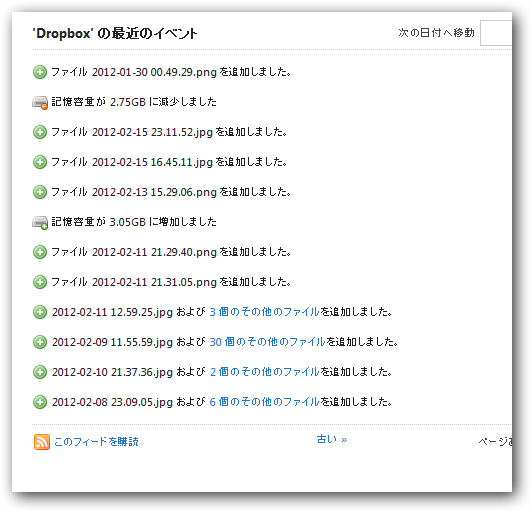 'Dropbox' の最近のイベント
次の日付へ移動
ファイル 2012-01-30 00.49.29.png を追加しました。
記憶容量が 2.75GB に減少しました
ファイル 2012-02-15 23.11.52.jpg を追加しました。
ファイル 2012-02-15 16.45.11.jpg を追加しました。
ファイル 2012-02-13 15.29.06.png を追加しました。
記憶容量が 3.05GB に増加しました
ファイル 2012-02-11 21.29.40.png を追加しました。
ファイル 2012-02-11 21.31.05.png を追加しました。
2012-02-11 12.59.25.jpg および 3 個のその他のファイルを追加しました。
2012-02-09 11.55.59.jpg および 30 個のその他のファイルを追加しました。
2012-02-10 21.37.36.jpg および 2 個のその他のファイルを追加しました。
2012-02-08 23.09.05.jpg および 6 個のその他のファイルを追加しました。
このフィードを購読
古い »
ページ